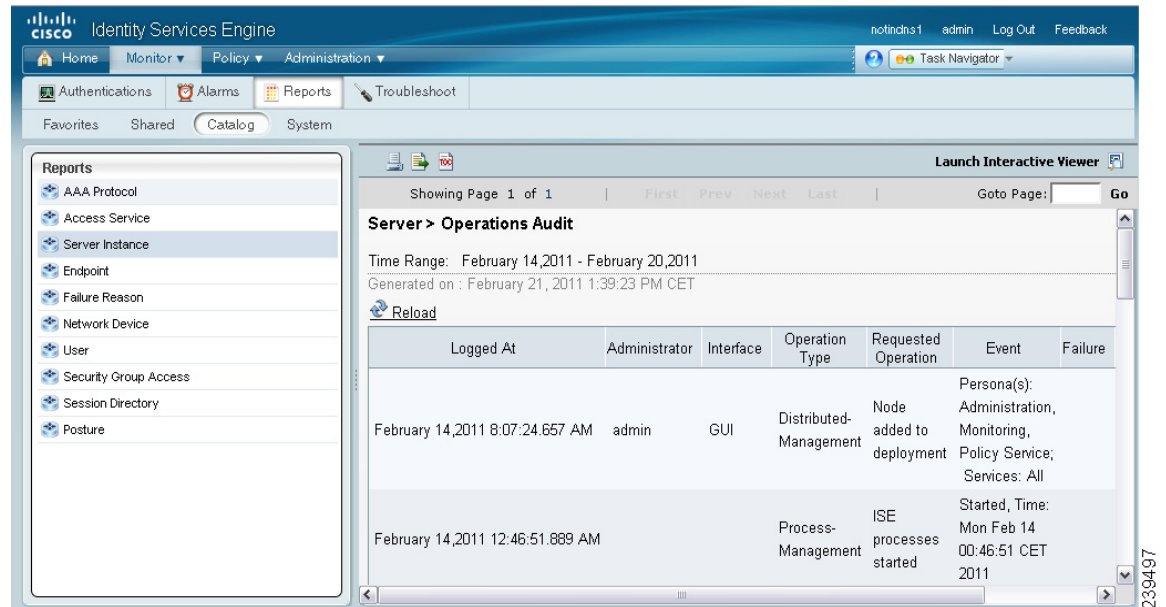 CISCO Identity Services Engine notindns1 admin Log Out Feedback
Home Monitor Policy Administration Task Navigator
Authentications Alarms Reports Troubleshoot
Favorites Shared Catalog System
Reports
AAA Protocol
Access Service
Server Instance
Endpoint
Failure Reason
Network Device
User
Security Group Access
Session Directory
Posture
TOC Launch Interactive Viewer
Showing Page 1 of 1 | First Prev Next Last | Goto Page: Go
Server > Operations Audit
Time Range: February 14,2011 - February 20,2011
Generated on : February 21, 2011 1:39:23 PM CET
Reload
Logged At Administrator Interface Operation Type Requested Operation Event Failure
February 14,2011 8:07:24.657 AM admin GUI Distributed-Management Node added to deployment Persona(s): Administration, Monitoring, Policy Service; Services: All
February 14,2011 12:46:51.889 AM Process-Management ISE processes started Started, Time: Mon Feb 14 00:46:51 CET 2011
239497